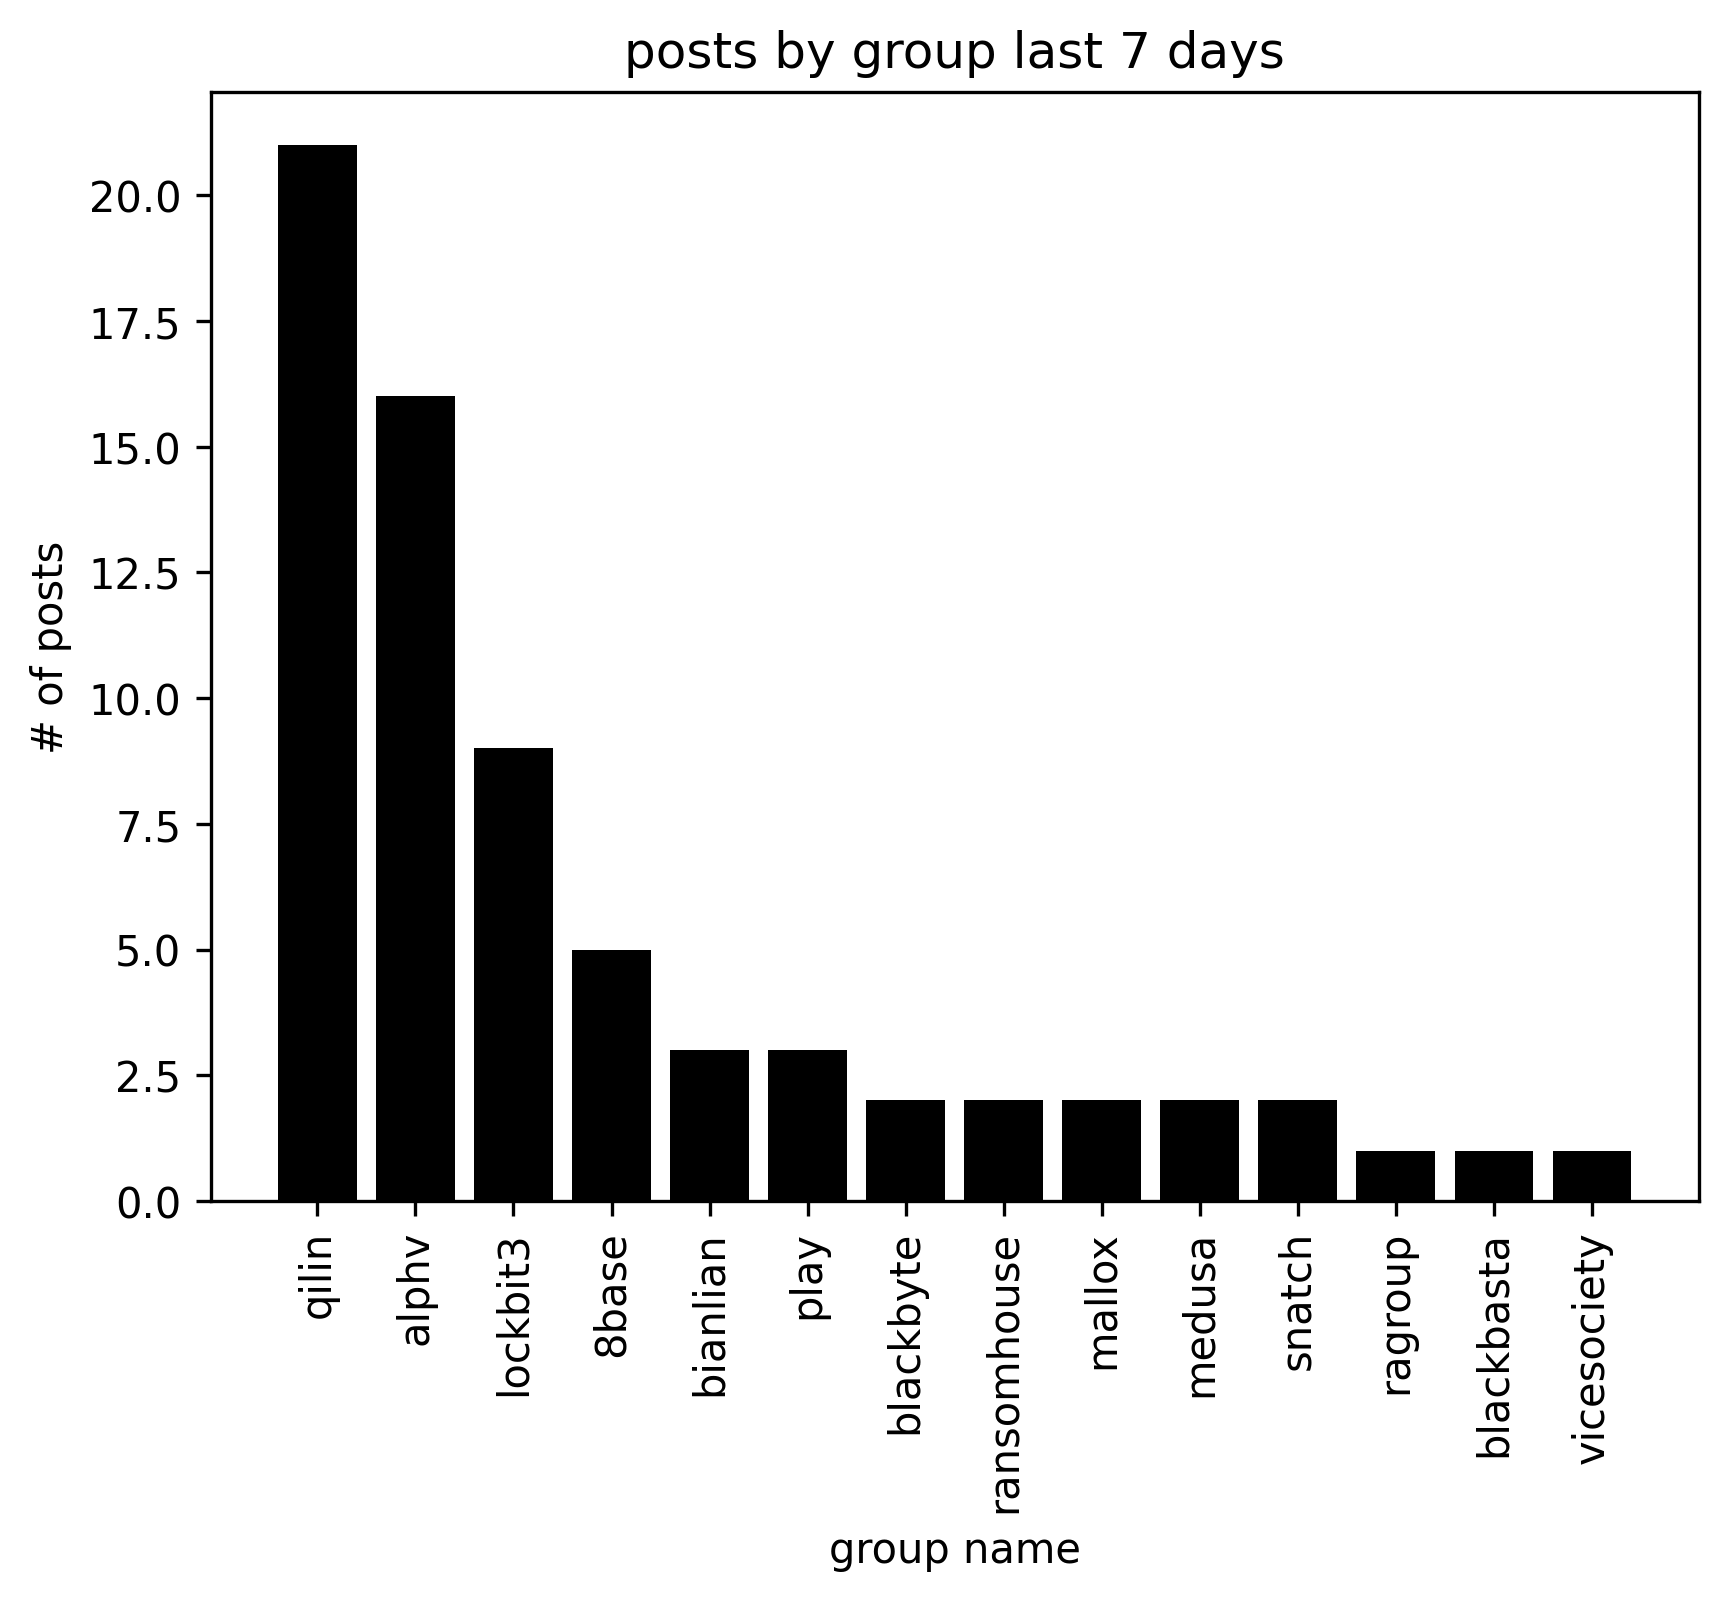 posts by group last 7 days
# of posts
20.0
17.5
15.0
12.5
10.0
7.5
5.0
2.5
0.0
qilin
alphv
lockbit3
8base
bianlian
play
blackbyte
ransomhouse
mallox
medusa
snatch
ragroup
blackbasta
vicesociety
group name